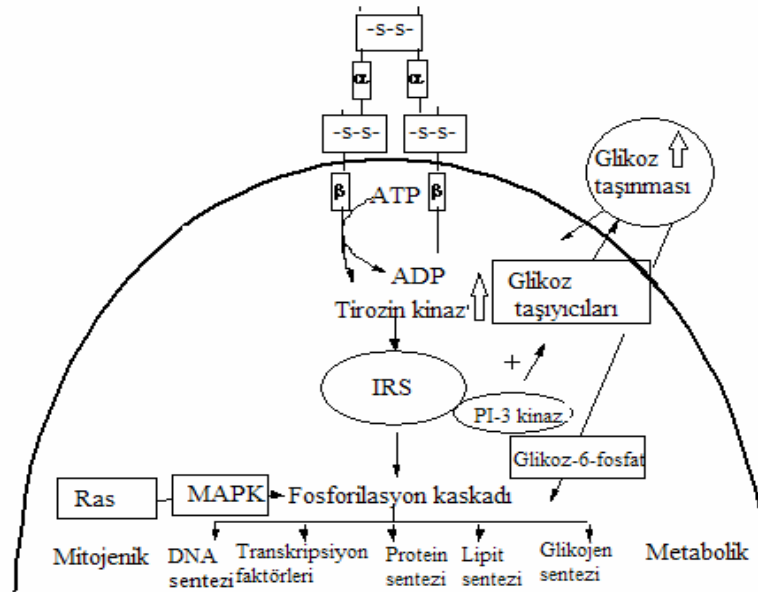 -S-S-
α
α
-S-S-
-S-S-
β
β
ATP
ADP
Tirozin kinaz
Glikoz
taşınması
Glikoz
taşıyıcıları
+
IRS
PI-3 kinaz
Glikoz-6-fosfat
Ras
MAPK
Fosforilasyon kaskadı
Mitojenik
DNA
sentezi
Transkripsiyon
faktörleri
Protein
sentezi
Lipit
sentezi
Glikojen
sentezi
Metabolik